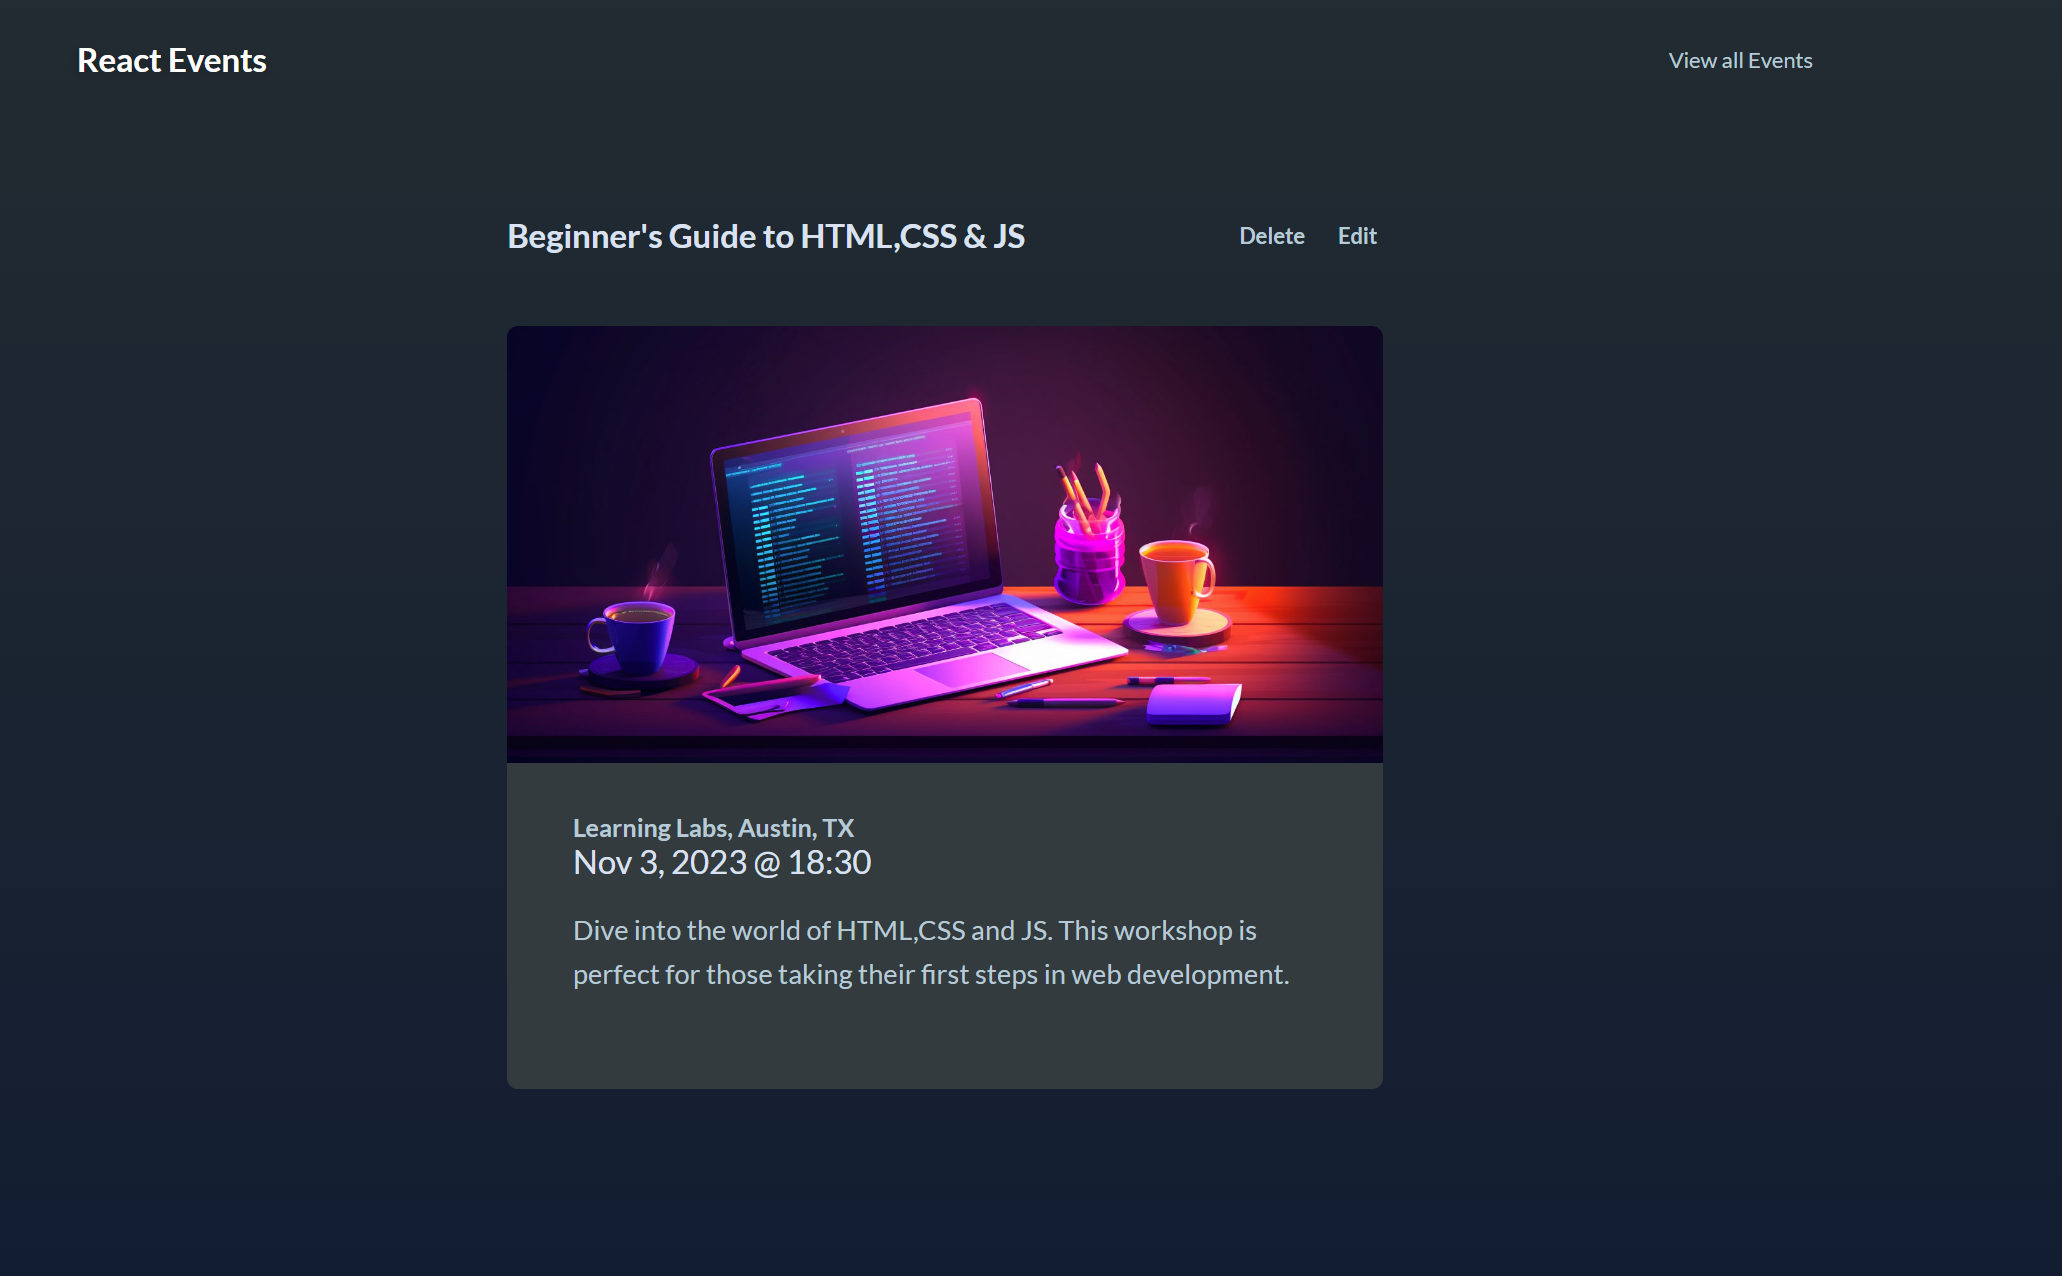 React Events
View all Events
Beginner's Guide to HTML,CSS & JS
Delete
Edit
Learning Labs, Austin, TX
Nov 3, 2023 @ 18:30
Dive into the world of HTML,CSS and JS. This workshop is
perfect for those taking their first steps in web development.